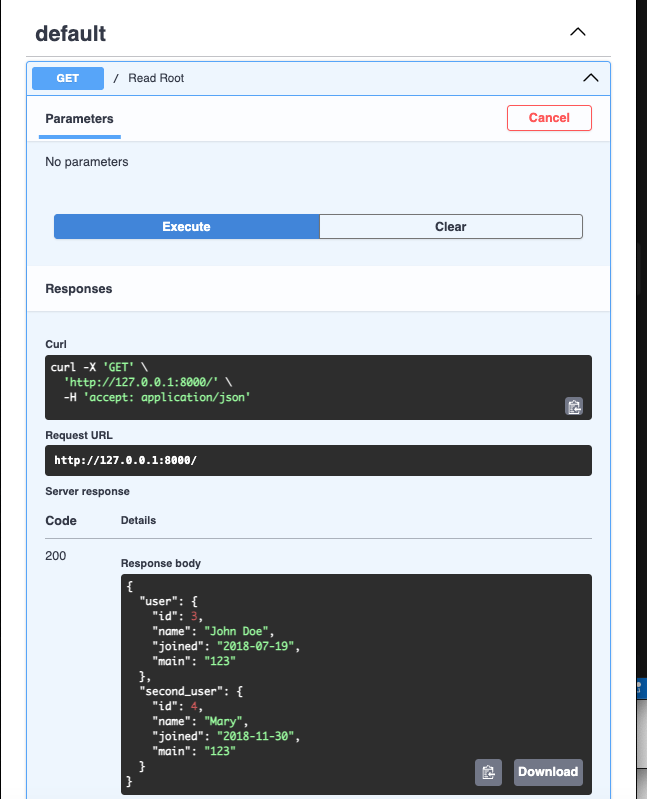 default
GET / Read Root
Parameters Cancel
No parameters
Execute Clear
Responses
Curl
curl -X 'GET' \
  'http://127.0.0.1:8000/' \
  -H 'accept: application/json'
Request URL
http://127.0.0.1:8000/
Server response
Code Details
200
Response body
{
  "user": {
    "id": 3,
    "name": "John Doe",
    "joined": "2018-07-19",
    "main": "123"
  },
  "second_user": {
    "id": 4,
    "name": "Mary",
    "joined": "2018-11-30",
    "main": "123"
  }
}
Download